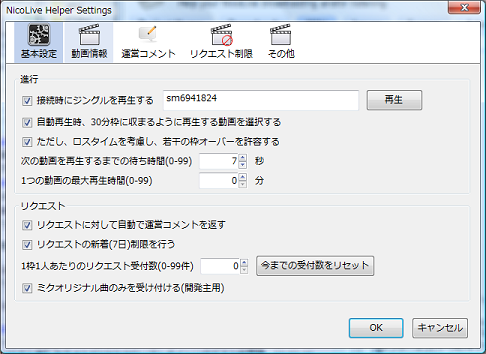 NicoLive Helper Settings
基本設定 動画情報 運営コメント リクエスト制限 その他
進行
接続時にジングルを再生する sm6941824 再生
自動再生時、30分枠に収まるように再生する動画を選択する
ただし、ロスタイムを考慮し、若干の枠オーバーを許容する
次の動画を再生するまでの待ち時間(0-99) 7 秒
1つの動画の最大再生時間(0-99) 0 分
リクエスト
リクエストに対して自動で運営コメントを返す
リクエストの新着(7日)制限を行う
1枠1人あたりのリクエスト受付数(0-99件) 0 今までの受付数をリセット
ミクオリジナル曲のみを受け付ける(開発主用)
OK キャンセル